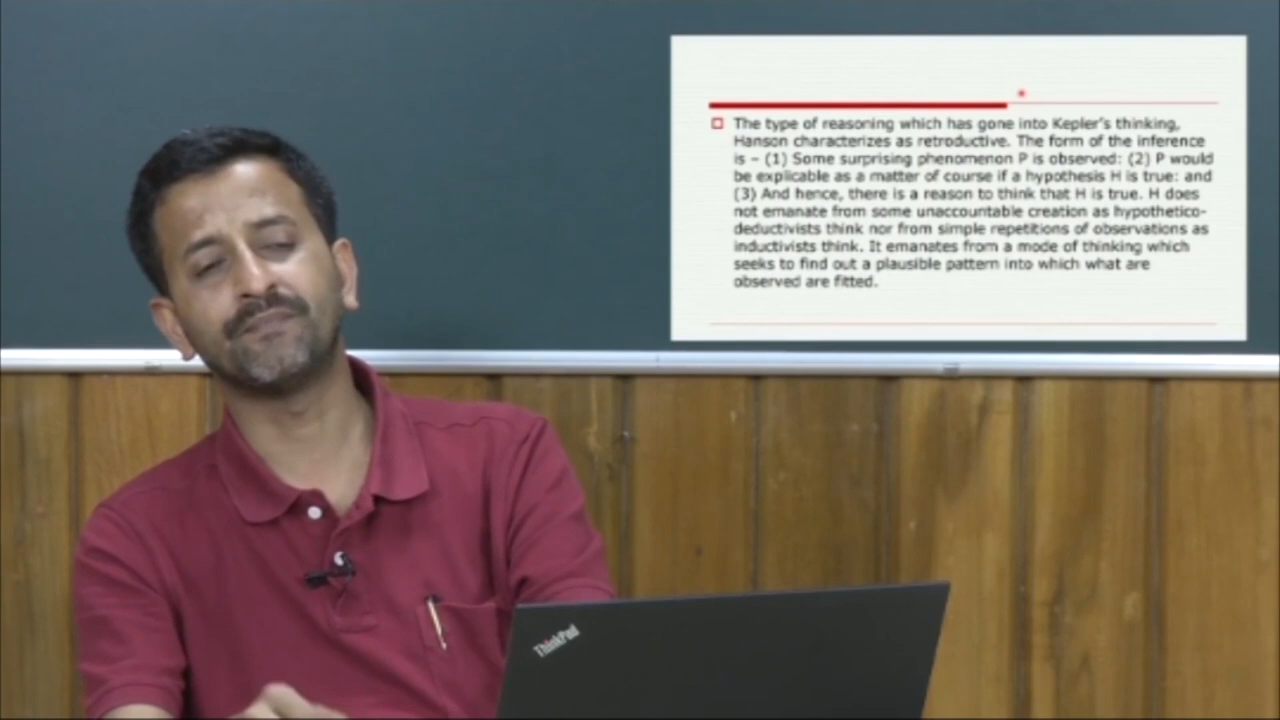 The type of reasoning which has gone into Kepler's thinking,
Hanson characterizes as retroductive. The form of the inference
is – (1) Some surprising phenomenon P is observed: (2) P would
be explicable as a matter of course if a hypothesis H is true: and
(3) And hence, there is a reason to think that H is true. H does
not emanate from some unaccountable creation as hypothetico-
deductivists think nor from simple repetitions of observations as
inductivists think. It emanates from a mode of thinking which
seeks to find out a plausible pattern into which what are
observed are fitted.
ThinkPad